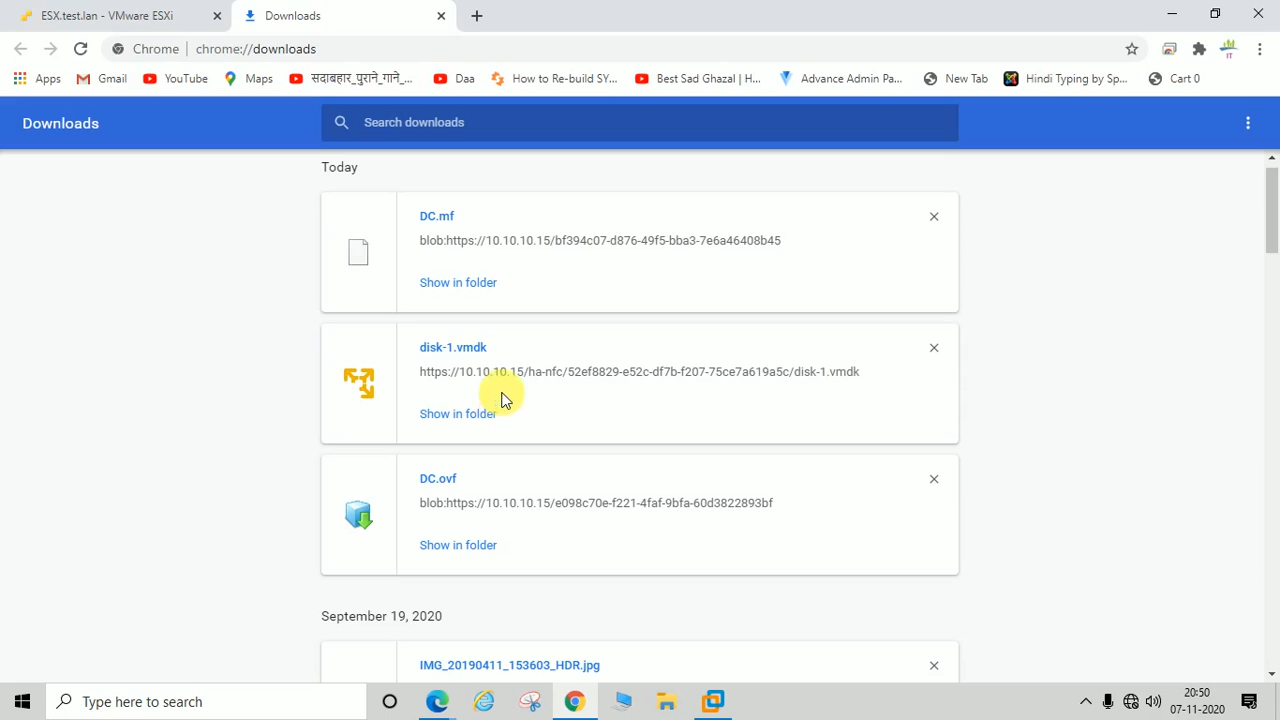 ESX.test.lan - VMware ESXi
Downloads
Chrome
chrome://downloads
IT
Apps
Gmail
YouTube
Maps
सदाबहार_पुराने_गाने_...
Daa
How to Re-build SY...
Best Sad Ghazal | H...
Advance Admin Pa...
New Tab
Hindi Typing by Sp...
Cart 0
Downloads
Search downloads
Today
DC.mf
blob:https://10.10.10.15/bf394c07-d876-49f5-bba3-7e6a46408b45
Show in folder
disk-1.vmdk
https://10.10.10.15/ha-nfc/52ef8829-e52c-df7b-f207-75ce7a619a5c/disk-1.vmdk
Show in folder
DC.ovf
blob:https://10.10.10.15/e098c70e-f221-4faf-9bfa-60d3822893bf
Show in folder
September 19, 2020
IMG_20190411_153603_HDR.jpg
Type here to search
20:50
07-11-2020